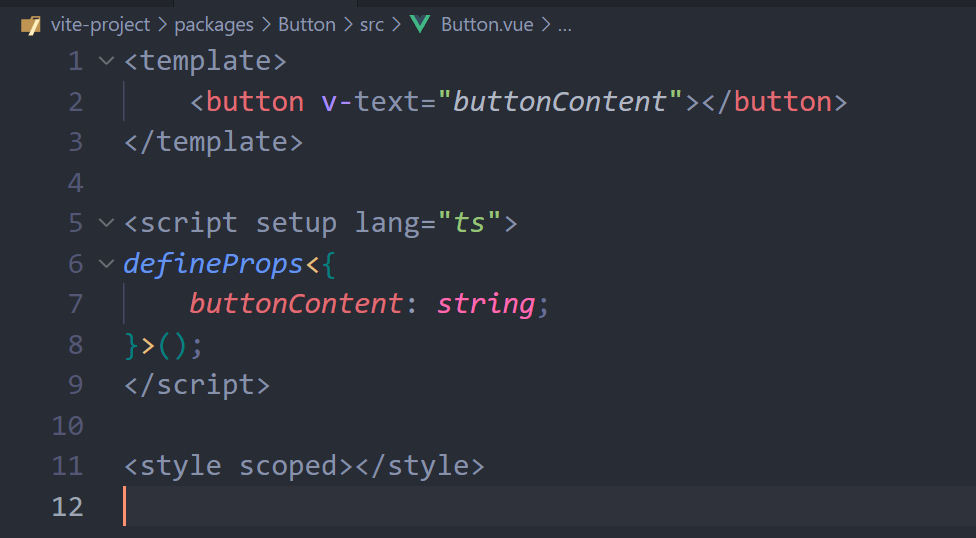 vite-project > packages > Button > src > Button.vue > ...
1 <template>
2     <button v-text="buttonContent"></button>
3 </template>
4
5 <script setup lang="ts">
6 defineProps<{
7     buttonContent: string;
8 }>();
9 </script>
10
11 <style scoped></style>
12